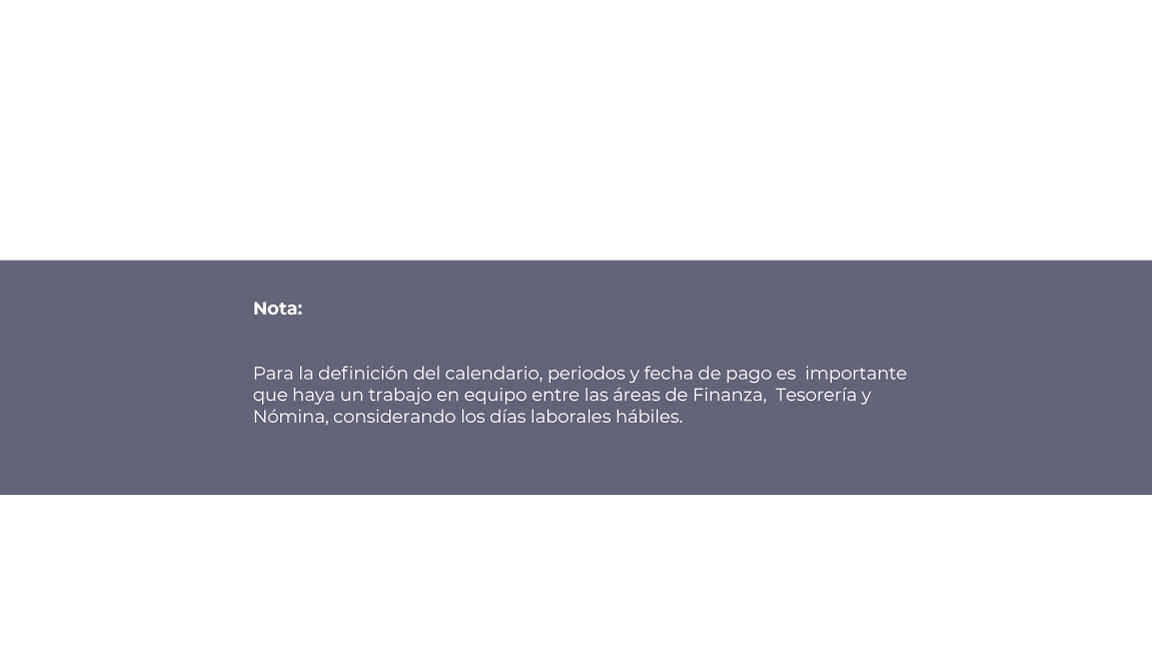 Nota:
Para la definición del calendario, periodos y fecha de pago es  importante
que haya un trabajo en equipo entre las áreas de Finanza,  Tesorería y
Nómina, considerando los días laborales hábiles.